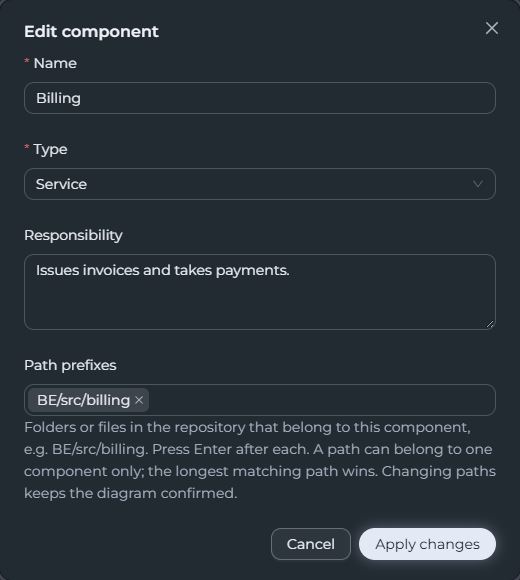 Edit component
* Name
Billing
* Type
Service
Responsibility
Issues invoices and takes payments.
Path prefixes
BE/src/billing
Folders or files in the repository that belong to this component,
e.g. BE/src/billing. Press Enter after each. A path can belong to one
component only; the longest matching path wins. Changing paths
keeps the diagram confirmed.
Cancel
Apply changes